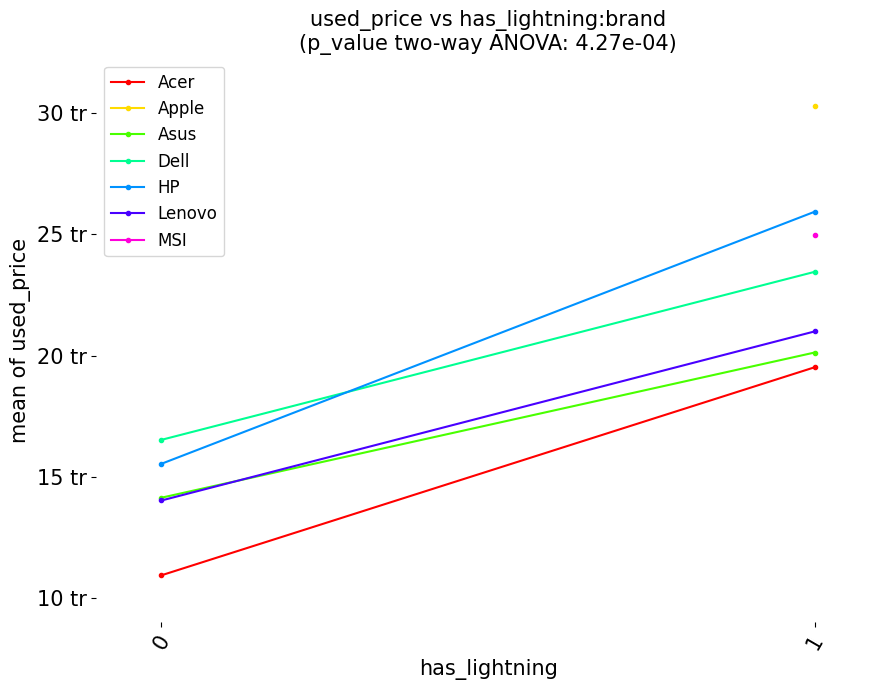 used_price vs has_lightning:brand
(p_value two-way ANOVA: 4.27e-04)
Acer
Apple
Asus
Dell
HP
Lenovo
MSI
30 tr
25 tr
20 tr
15 tr
10 tr
mean of used_price
0
1
has_lightning